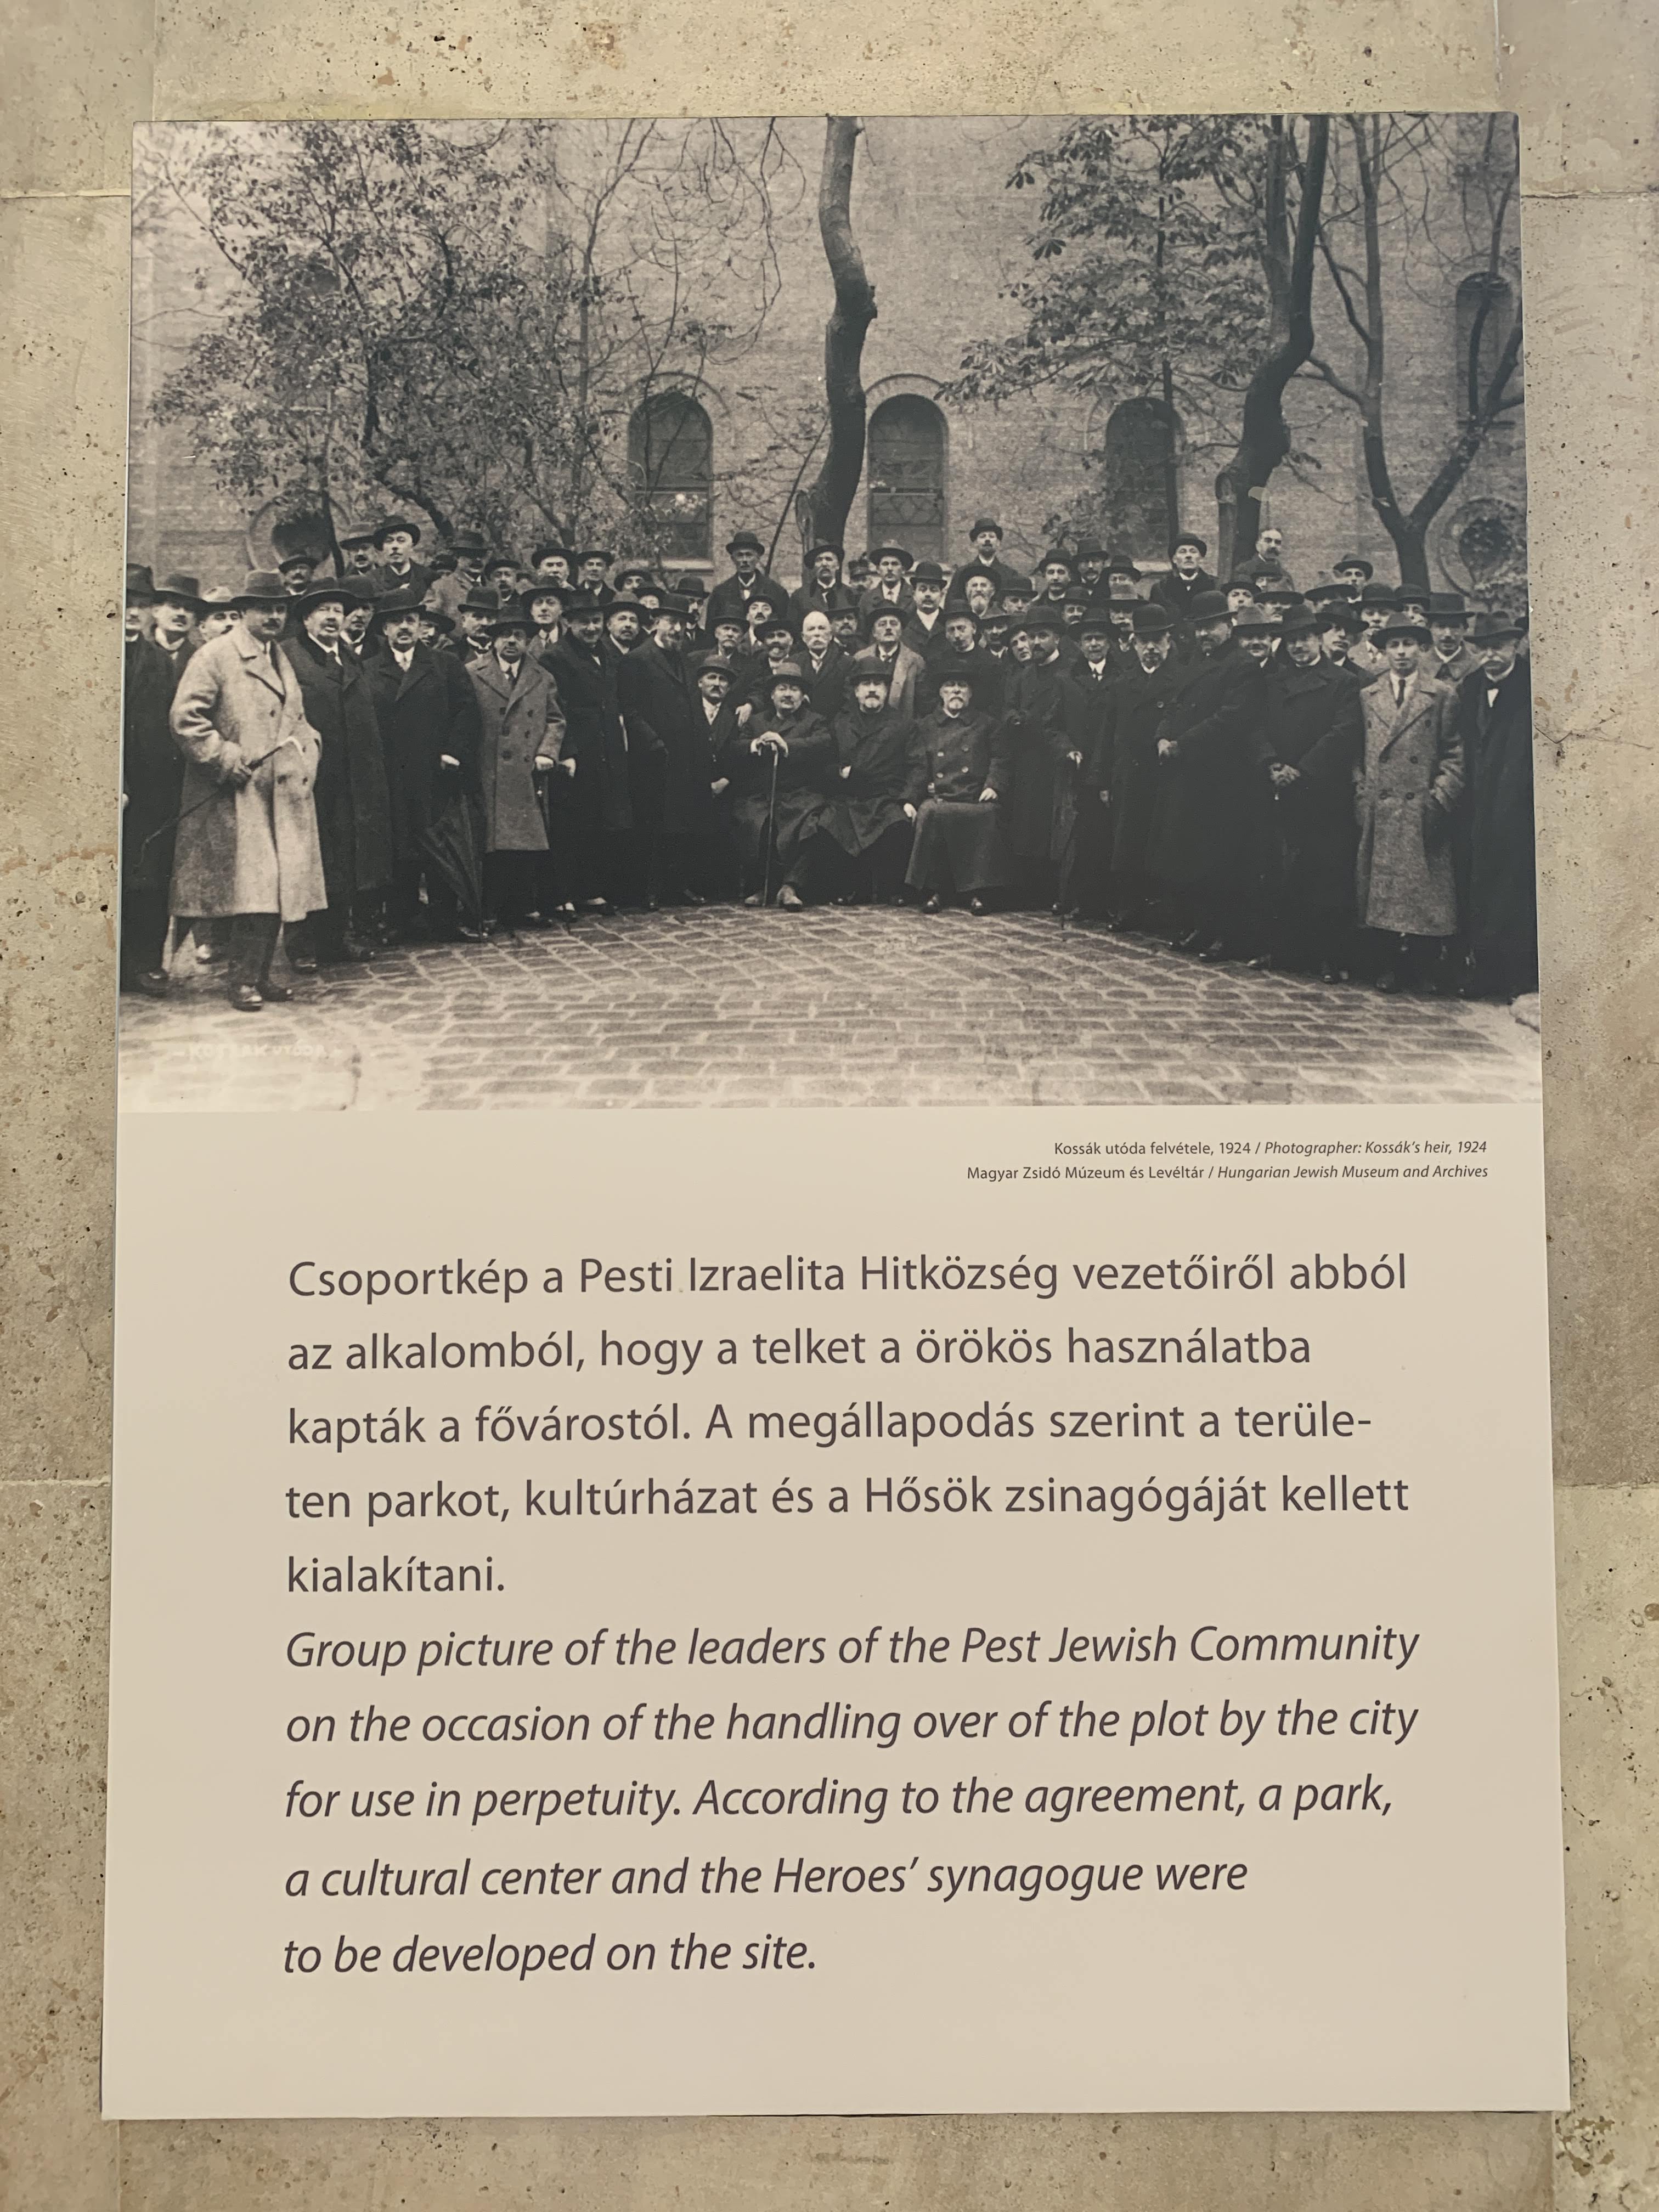 KOSSAK UTÓDA
Kossák utóda felvétele, 1924 / Photographer: Kossák's heir, 1924
Magyar Zsidó Múzeum és Levéltár / Hungarian Jewish Museum and Archives
Csoportkép a Pesti Izraelita Hitközség vezetőiről abból
az alkalomból, hogy a telket a örökös használatba
kapták a fővárostól. A megállapodás szerint a terüle-
ten parkot, kultúrházat és a Hősök zsinagógáját kellett
kialakítani.
Group picture of the leaders of the Pest Jewish Community
on the occasion of the handling over of the plot by the city
for use in perpetuity. According to the agreement, a park,
a cultural center and the Heroes' synagogue were
to be developed on the site.